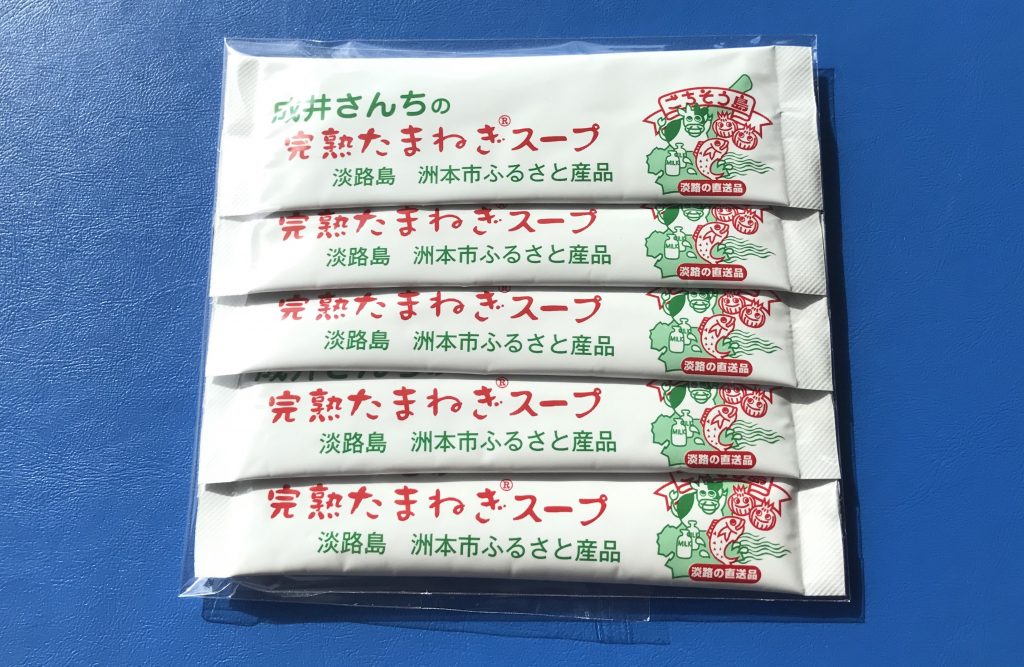 成井さんちの
完熟たまねぎ®スープ
淡路島 洲本市ふるさと産品
ごちそう島
MILK
淡路の直送品
完熟たまねぎスープ
淡路島 洲本市ふるさと産品
MILK
淡路の直送品
完熟たまねぎ®スープ
淡路島 洲本市ふるさと産品
MILK
淡路の直送品
完熟たまねぎ®スープ
淡路島 洲本市ふるさと産品
MILK
淡路の直送品
完熟たまねぎ®スープ
淡路島 洲本市ふるさと産品
MILK
淡路の直送品